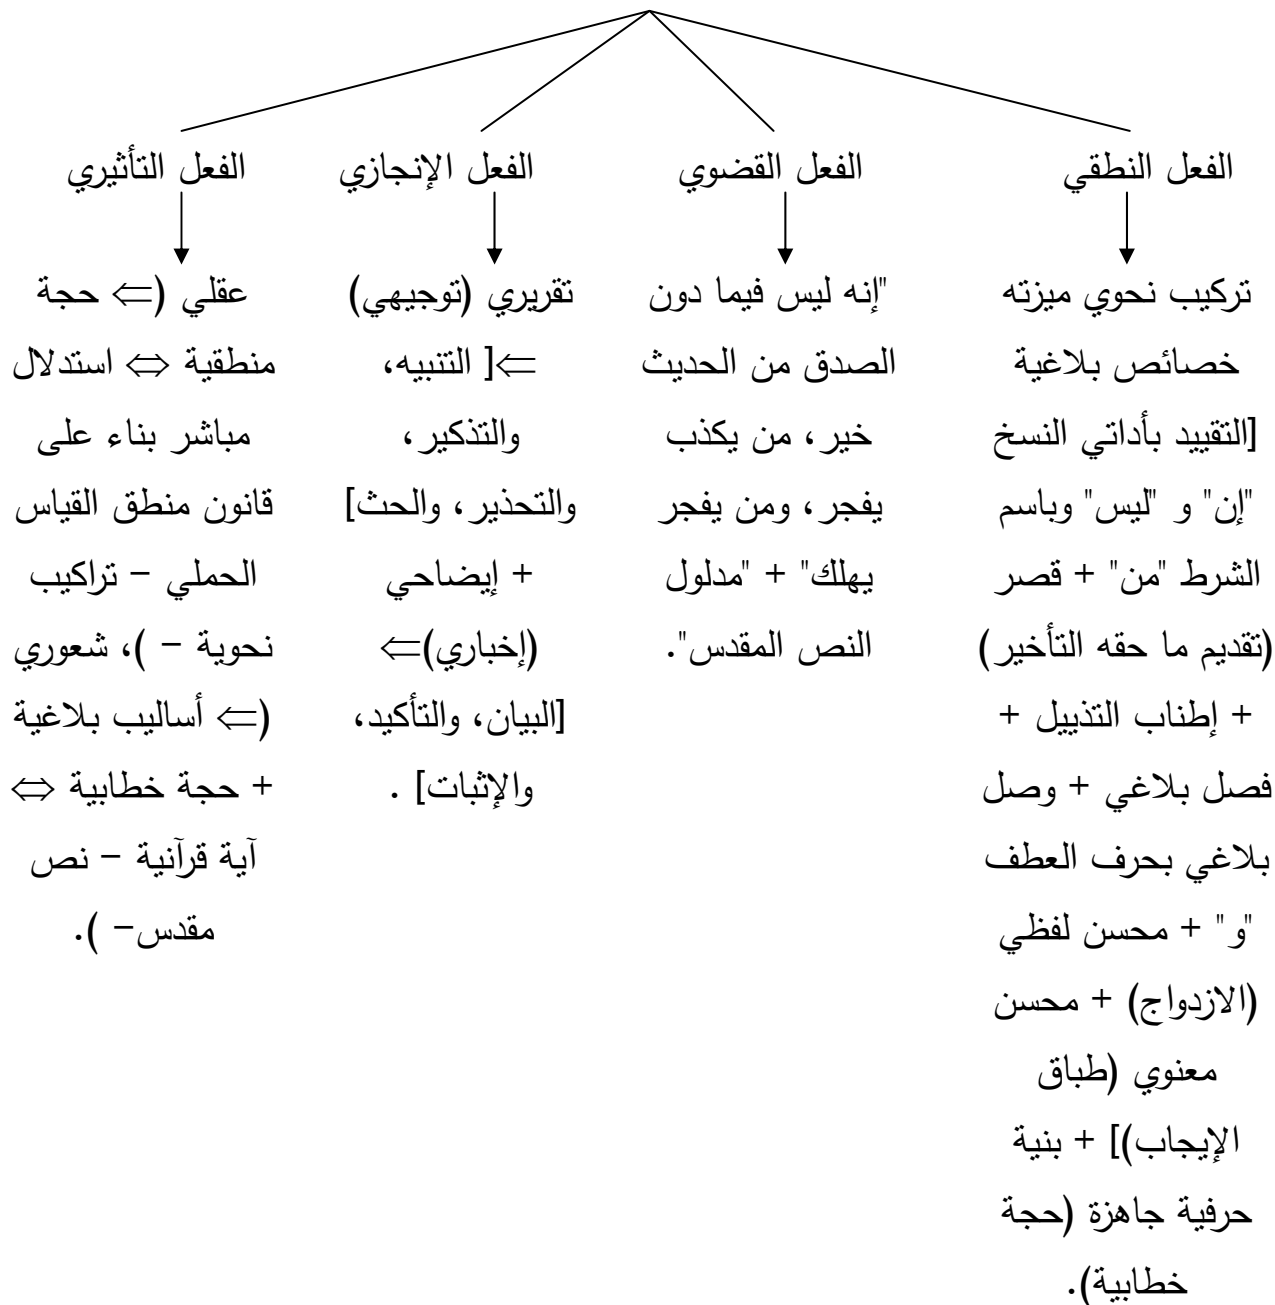 الفعل النطقي
تركيب نحوي ميزته
خصائص بلاغية
[التقييد بأداتي النسخ
"إن" و "ليس" وباسم
الشرط "من" + قصر
(تقديم ما حقه التأخير)
+ إطناب التذييل +
فصل بلاغي + وصل
بلاغي بحرف العطف
"و" + محسن لفظي
(الازدواج) + محسن
معنوي (طباق
الإيجاب)] + بنية
حرفية جاهزة (حجة
خطابية).
الفعل القضوي
"إنه ليس فيما دون
الصدق من الحديث
خير، من يكذب
يفجر، ومن يفجر
يهلك" + "مدلول
النص المقدس".
الفعل الإنجازي
تقريري (توجيهي)
⇐[ التنبيه،
والتذكير،
والتحذير، والحث]
+ إيضاحي
(إخباري)⇐
[البيان، والتأكيد،
والإثبات] .
الفعل التأثيري
عقلي (⇐ حجة
منطقية ⇔ استدلال
مباشر بناء على
قانون منطق القياس
الحملي – تراكيب
نحوية – )، شعوري
(⇐ أساليب بلاغية
+ حجة خطابية ⇔
آية قرآنية – نص
مقدس– ).